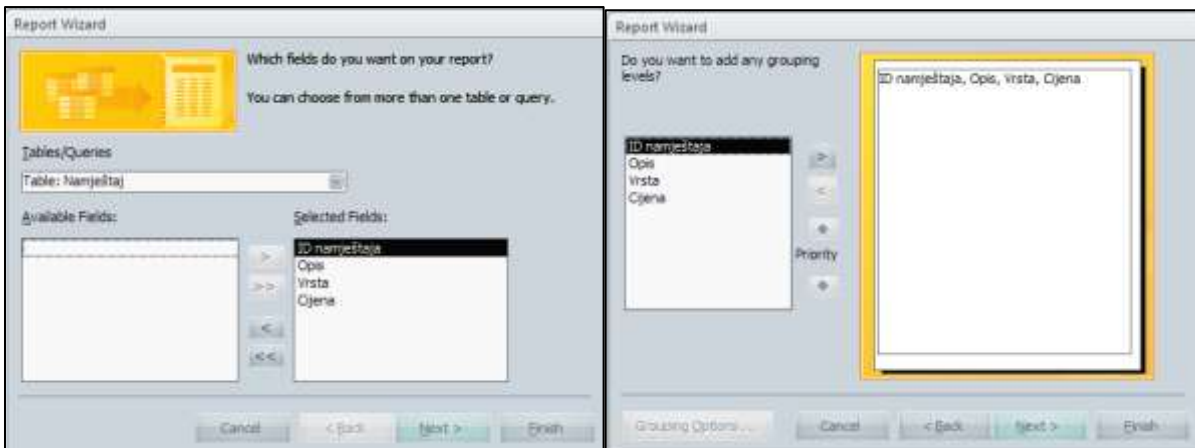 Report Wizard
Which fields do you want on your report?
You can choose from more than one table or query.
Tables/Queries
Table: Namještaj
Available Fields:
Selected Fields:
ID namještaja
Opis
Vrsta
Cijena
>
>>
<
<<
Cancel
< Back
Next >
Finish
Report Wizard
Do you want to add any grouping
levels?
ID namještaja
Opis
Vrsta
Cijena
>
<
Priority
ID namještaja, Opis, Vrsta, Cijena
Grouping Options ...
Cancel
< Back
Next >
Finish